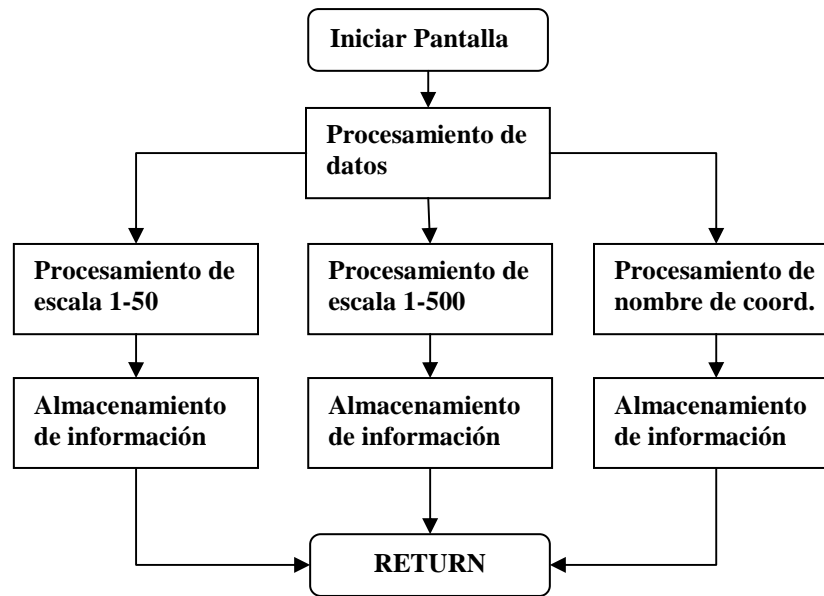 Iniciar Pantalla
Procesamiento de
datos
Procesamiento de
escala 1-50
Procesamiento de
escala 1-500
Procesamiento de
nombre de coord.
Almacenamiento
de información
Almacenamiento
de información
Almacenamiento
de información
RETURN